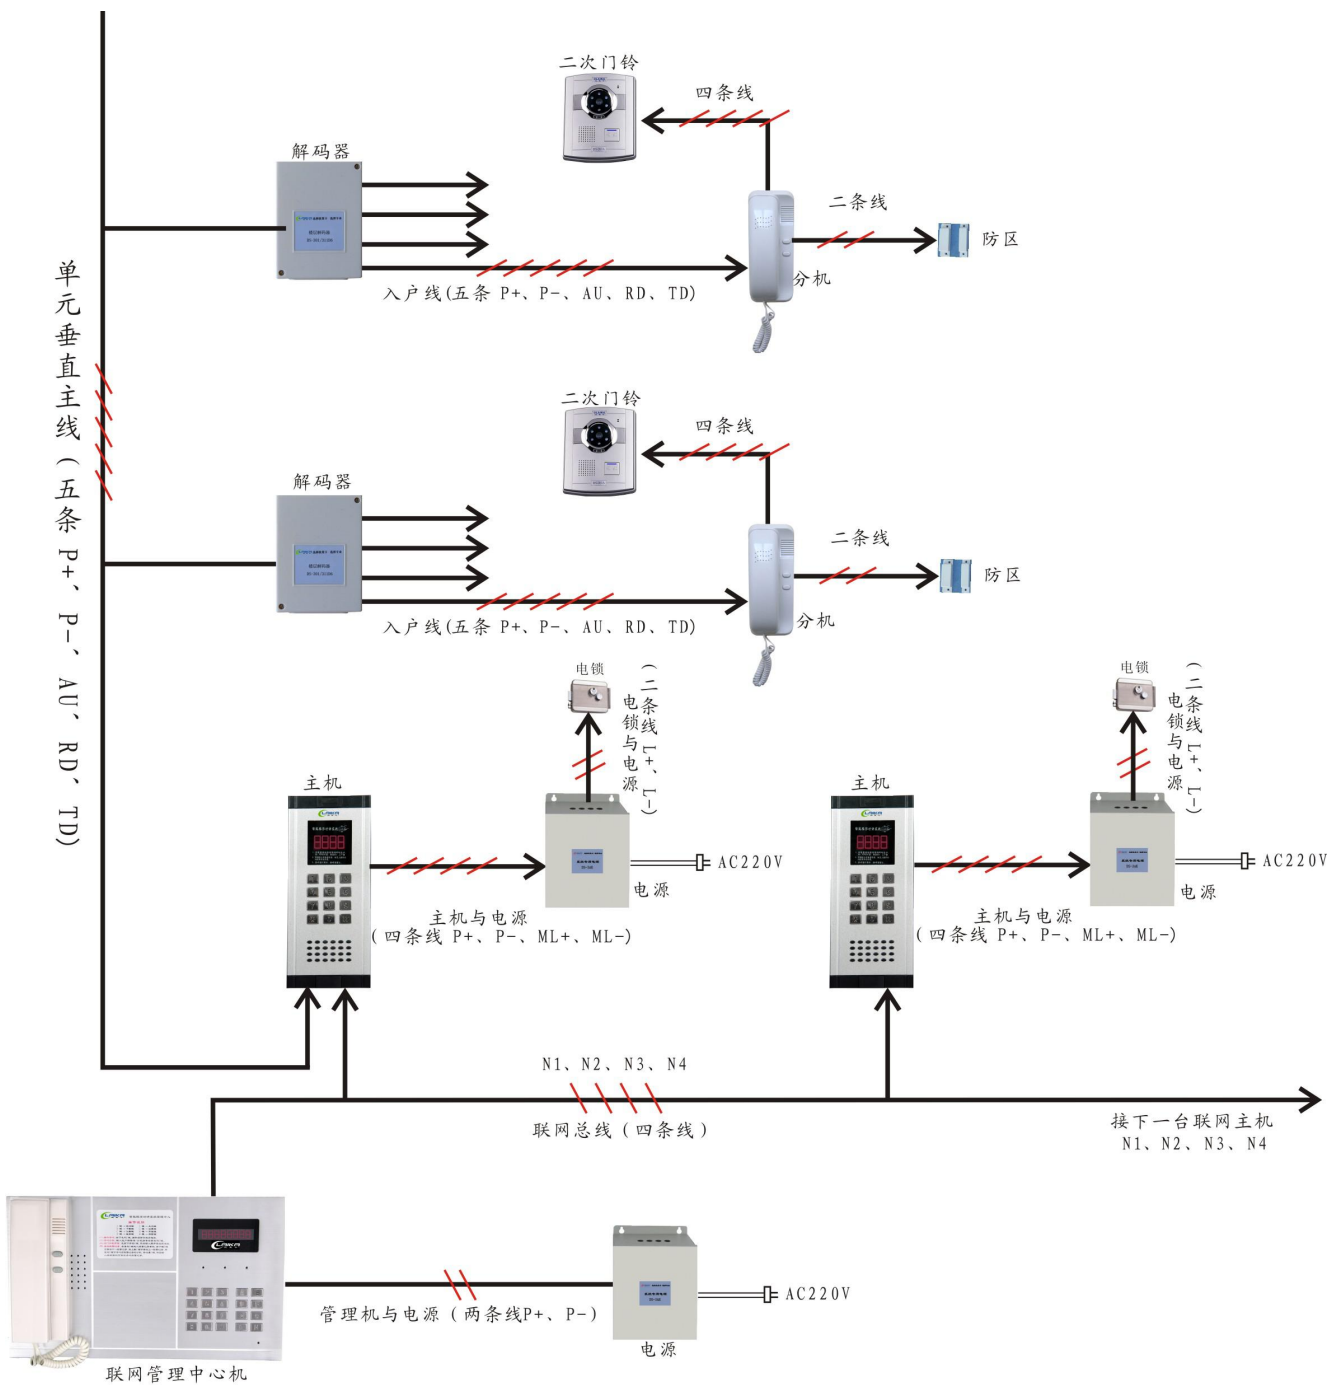 二次门铃
四条线
解码器
二条线
防区
分机
入户线(五条 P+、P-、AU、RD、TD)
单元垂直主线(五条 P+、P-、AU、RD、TD)
二次门铃
四条线
解码器
二条线
防区
分机
入户线(五条 P+、P-、AU、RD、TD)
电锁
电锁与电源
(二条线 L+、L-)
主机
AC220V
电源
主机与电源
(四条线 P+、P-、ML+、ML-)
电锁
电锁与电源
(二条线 L+、L-)
主机
AC220V
电源
主机与电源
(四条线 P+、P-、ML+、ML-)
N1、N2、N3、N4
联网总线(四条线)
接下一台联网主机
N1、N2、N3、N4
管理机与电源(两条线P+、P-)
AC220V
电源
联网管理中心机